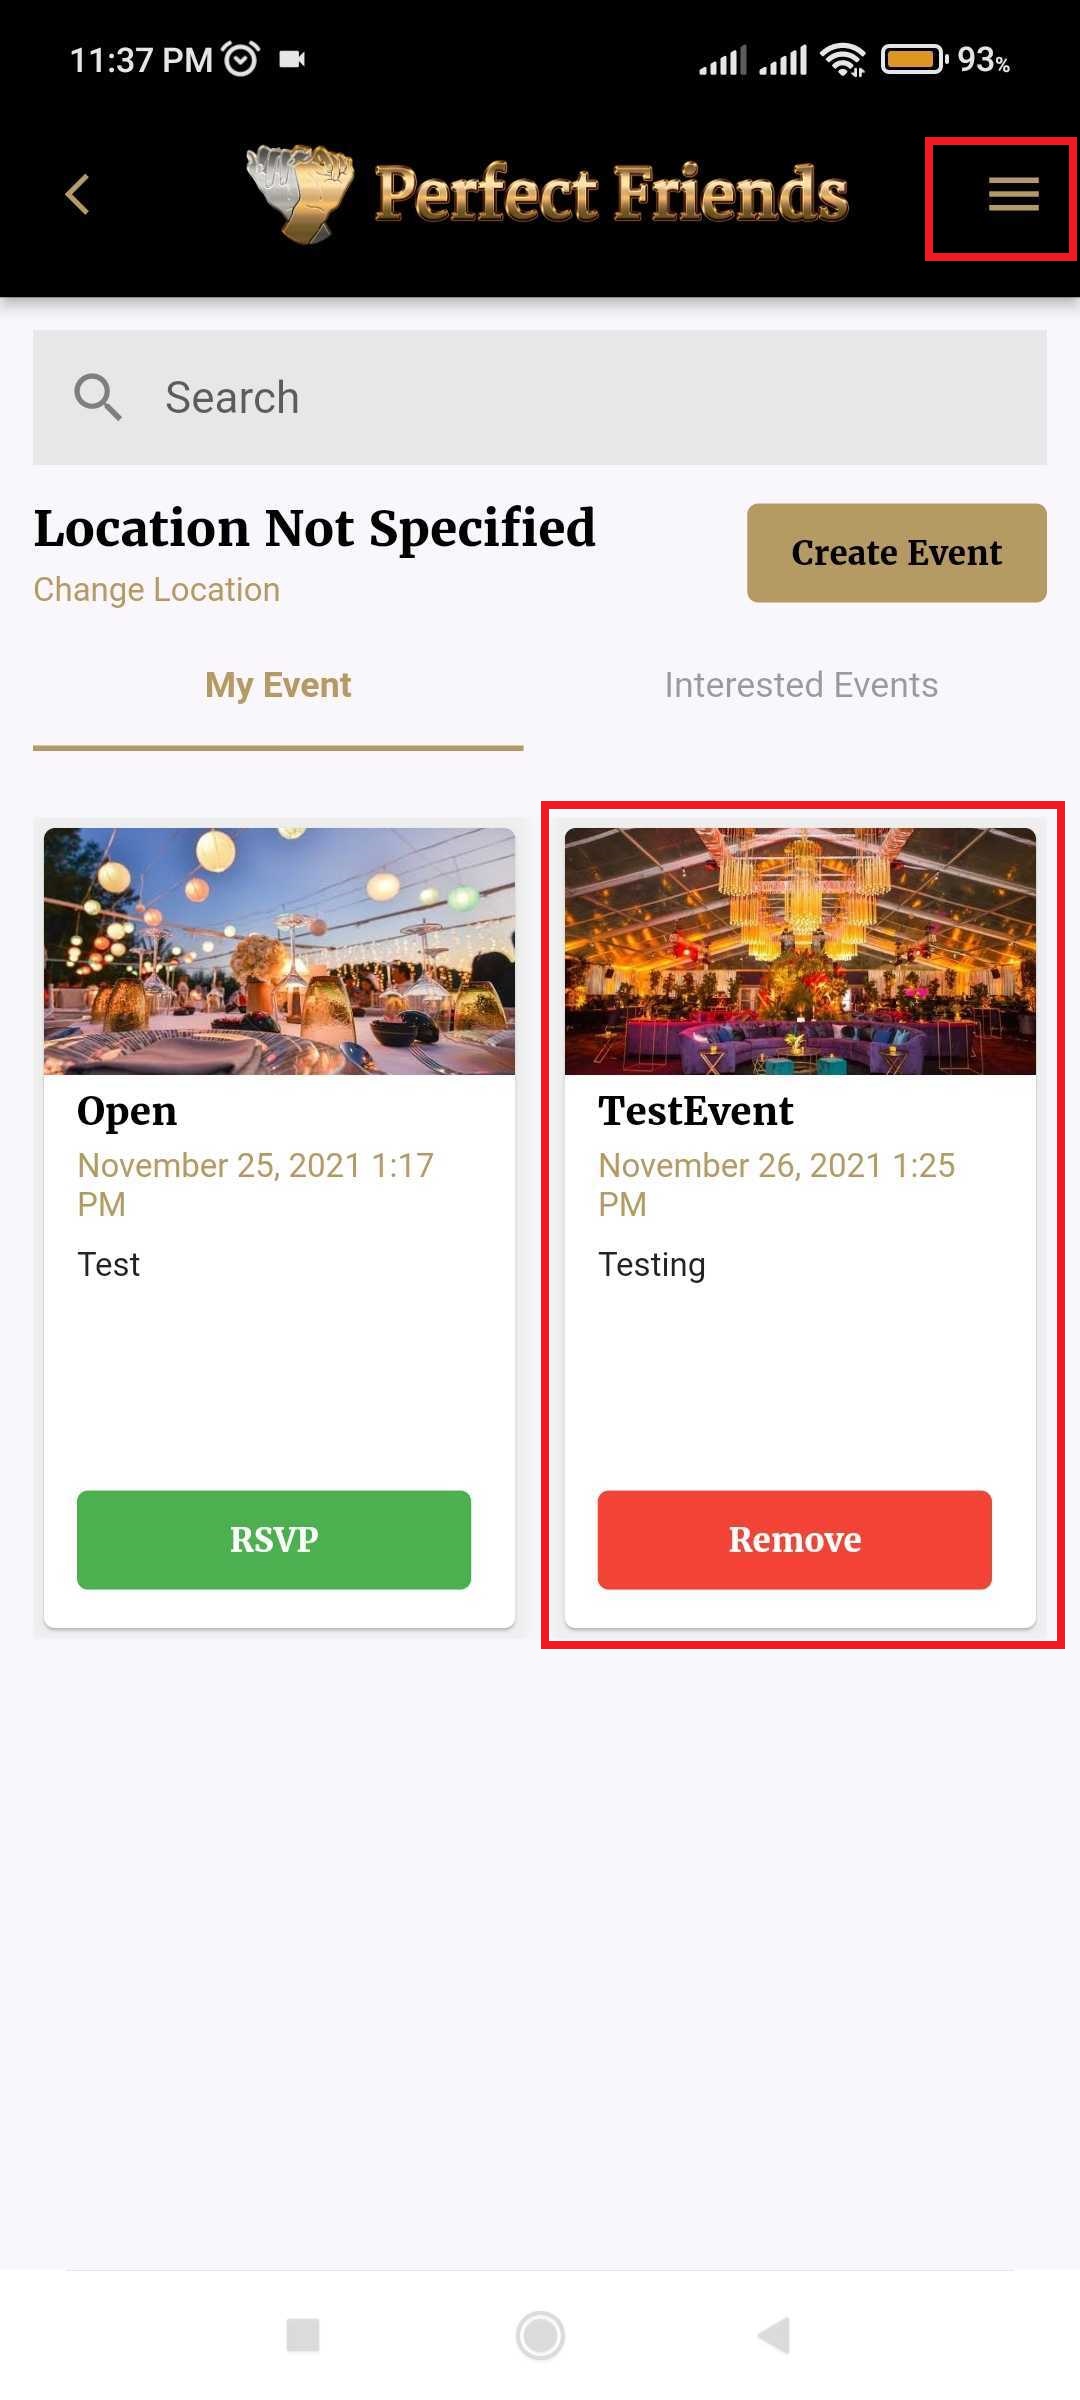 11:37 PM 93%
Perfect Friends
Search
Location Not Specified
Create Event
Change Location
My Event
Interested Events
Open
November 25, 2021 1:17
PM
Test
RSVP
TestEvent
November 26, 2021 1:25
PM
Testing
Remove